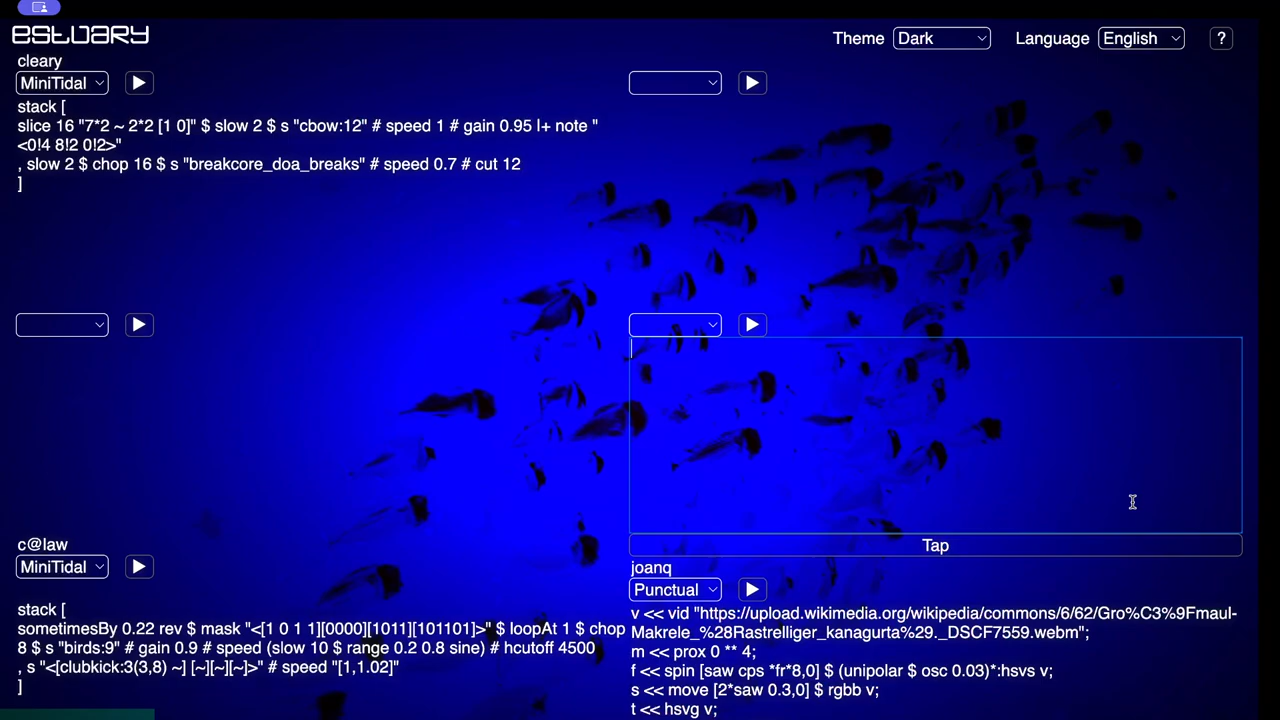 estuary
Theme Dark Language English ?
cleary
MiniTidal
stack [
slice 16 "7*2 ~ 2*2 [1 0]" $ slow 2 $ s "cbow:12" # speed 1 # gain 0.95 |+ note "
<0!4 8!2 0!2>"
, slow 2 $ chop 16 $ s "breakcore_doa_breaks" # speed 0.7 # cut 12
]
c@law
MiniTidal
stack [
sometimesBy 0.22 rev $ mask "<[1 0 1 1][0000][1011][101101]>" $ loopAt 1 $ chop
8 $ s "birds:9" # gain 0.9 # speed (slow 10 $ range 0.2 0.8 sine) # hcutoff 4500
, s "<[clubkick:3(3,8) ~] [~][~][~]>" # speed "[1,1.02]"
]
Tap
joanq
Punctual
v << vid "https://upload.wikimedia.org/wikipedia/commons/6/62/Gro%C3%9Fmaul-
Makrele_%28Rastrelliger_kanagurta%29._DSCF7559.webm";
m << prox 0 ** 4;
f << spin [saw cps *fr*8,0] $ (unipolar $ osc 0.03)*:hsvs v;
s << move [2*saw 0.3,0] $ rgbb v;
t << hsvg v;